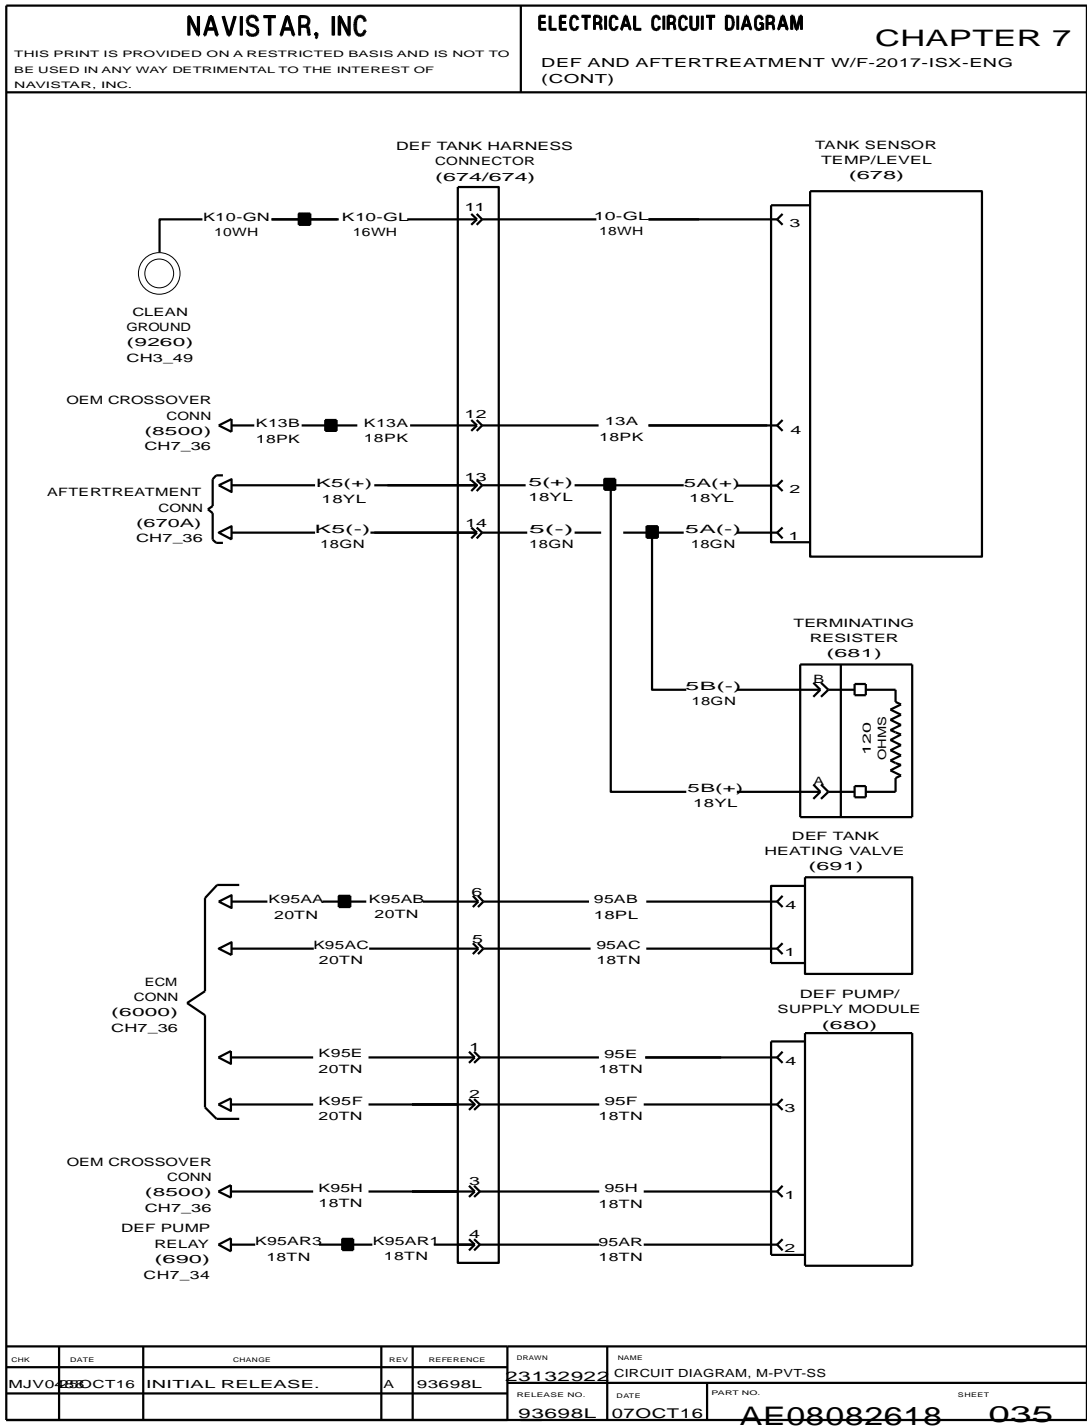 NAVISTAR, INC
THIS PRINT IS PROVIDED ON A RESTRICTED BASIS AND IS NOT TO
BE USED IN ANY WAY DETRIMENTAL TO THE INTEREST OF
NAVISTAR, INC.
ELECTRICAL CIRCUIT DIAGRAM
CHAPTER 7
DEF AND AFTERTREATMENT W/F-2017-ISX-ENG
(CONT)
DEF TANK HARNESS
CONNECTOR
(674/674)
TANK SENSOR
TEMP/LEVEL
(678)
K10-GN
10WH
K10-GL
16WH
11
10-GL
18WH
3
CLEAN
GROUND
(9260)
CH3_49
OEM CROSSOVER
CONN
(8500)
CH7_36
K13B
18PK
K13A
18PK
12
13A
18PK
4
AFTERTREATMENT
CONN
(670A)
CH7_36
K5(+)
18YL
13
5(+)
18YL
5A(+)
18YL
2
K5(-)
18GN
14
5(-)
18GN
5A(-)
18GN
1
TERMINATING
RESISTER
(681)
5B(-)
18GN
B
120
OHMS
5B(+)
18YL
A
DEF TANK
HEATING VALVE
(691)
K95AA
20TN
K95AB
20TN
6
95AB
18PL
4
K95AC
20TN
5
95AC
18TN
1
ECM
CONN
(6000)
CH7_36
DEF PUMP/
SUPPLY MODULE
(680)
K95E
20TN
1
95E
18TN
4
K95F
20TN
2
95F
18TN
3
OEM CROSSOVER
CONN
(8500)
CH7_36
K95H
18TN
3
95H
18TN
1
DEF PUMP
RELAY
(690)
CH7_34
K95AR3
18TN
K95AR1
18TN
4
95AR
18TN
2
CHK DATE CHANGE REV REFERENCE
INITIAL RELEASE. A 93698L
DRAWN
23132922
NAME
CIRCUIT DIAGRAM, M-PVT-SS
RELEASE NO.
93698L
DATE
07OCT16
PART NO.
AE08082618
SHEET
035